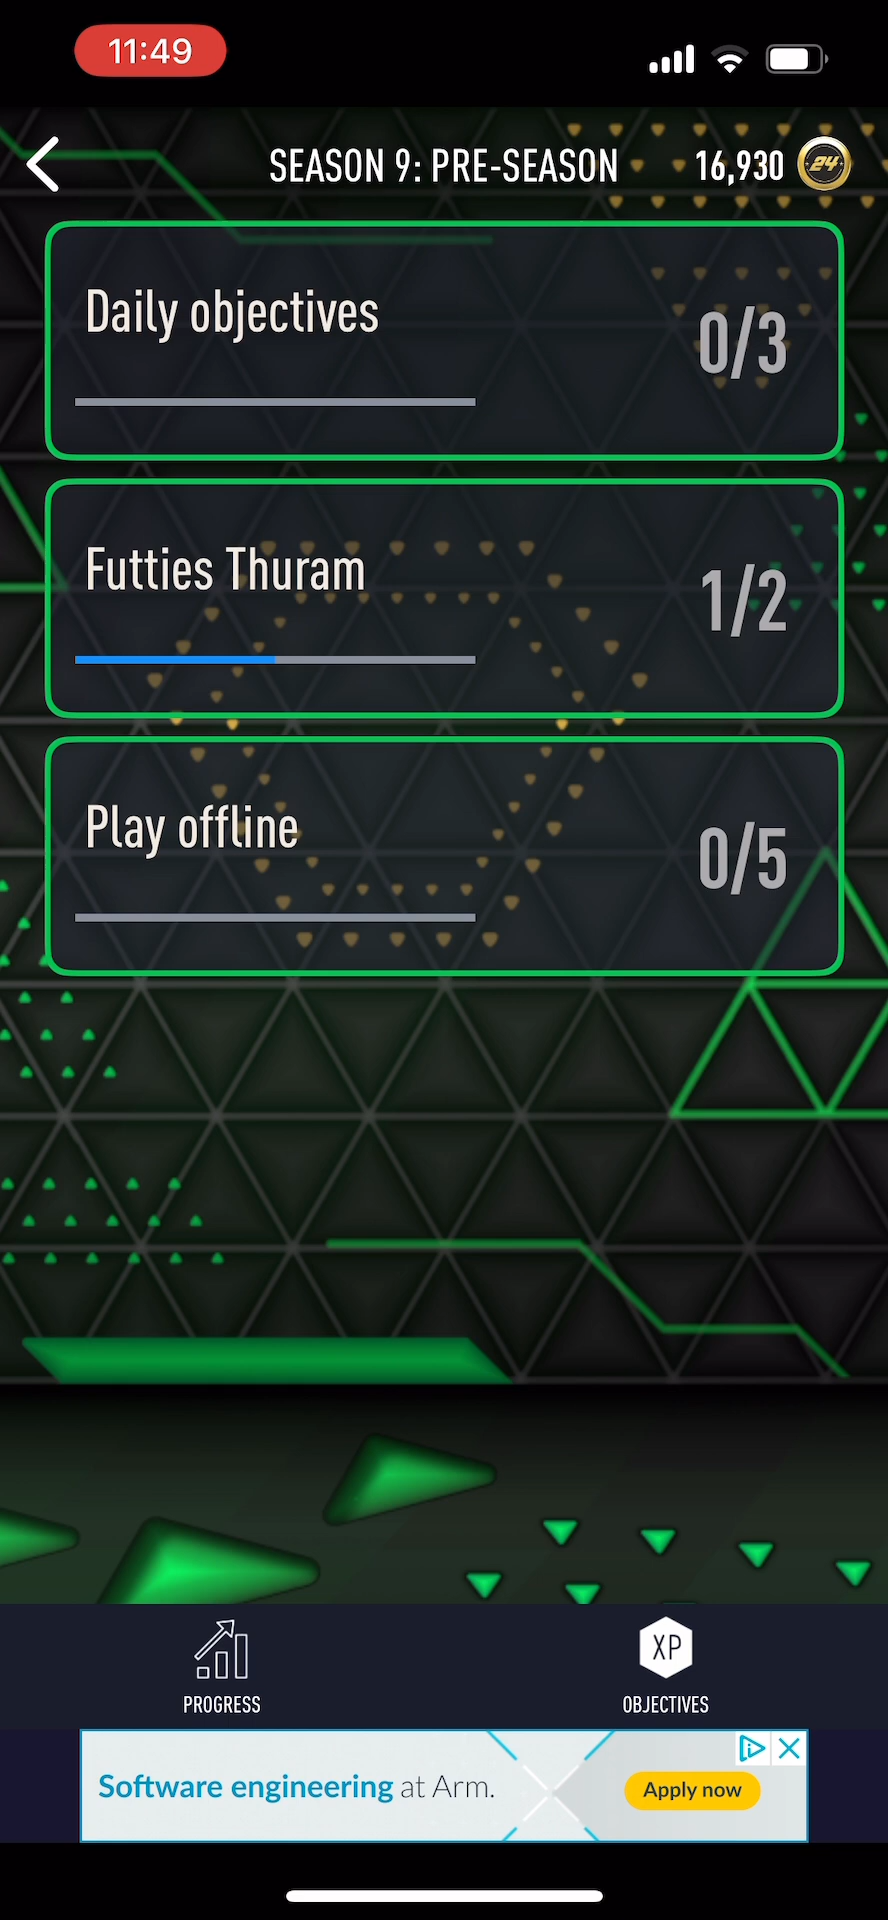 11:49
SEASON 9: PRE-SEASON
16,930
24
Daily objectives
0/3
Futties Thuram
1/2
Play offline
0/5
XP
PROGRESS
OBJECTIVES
Software engineering at Arm.
Apply now